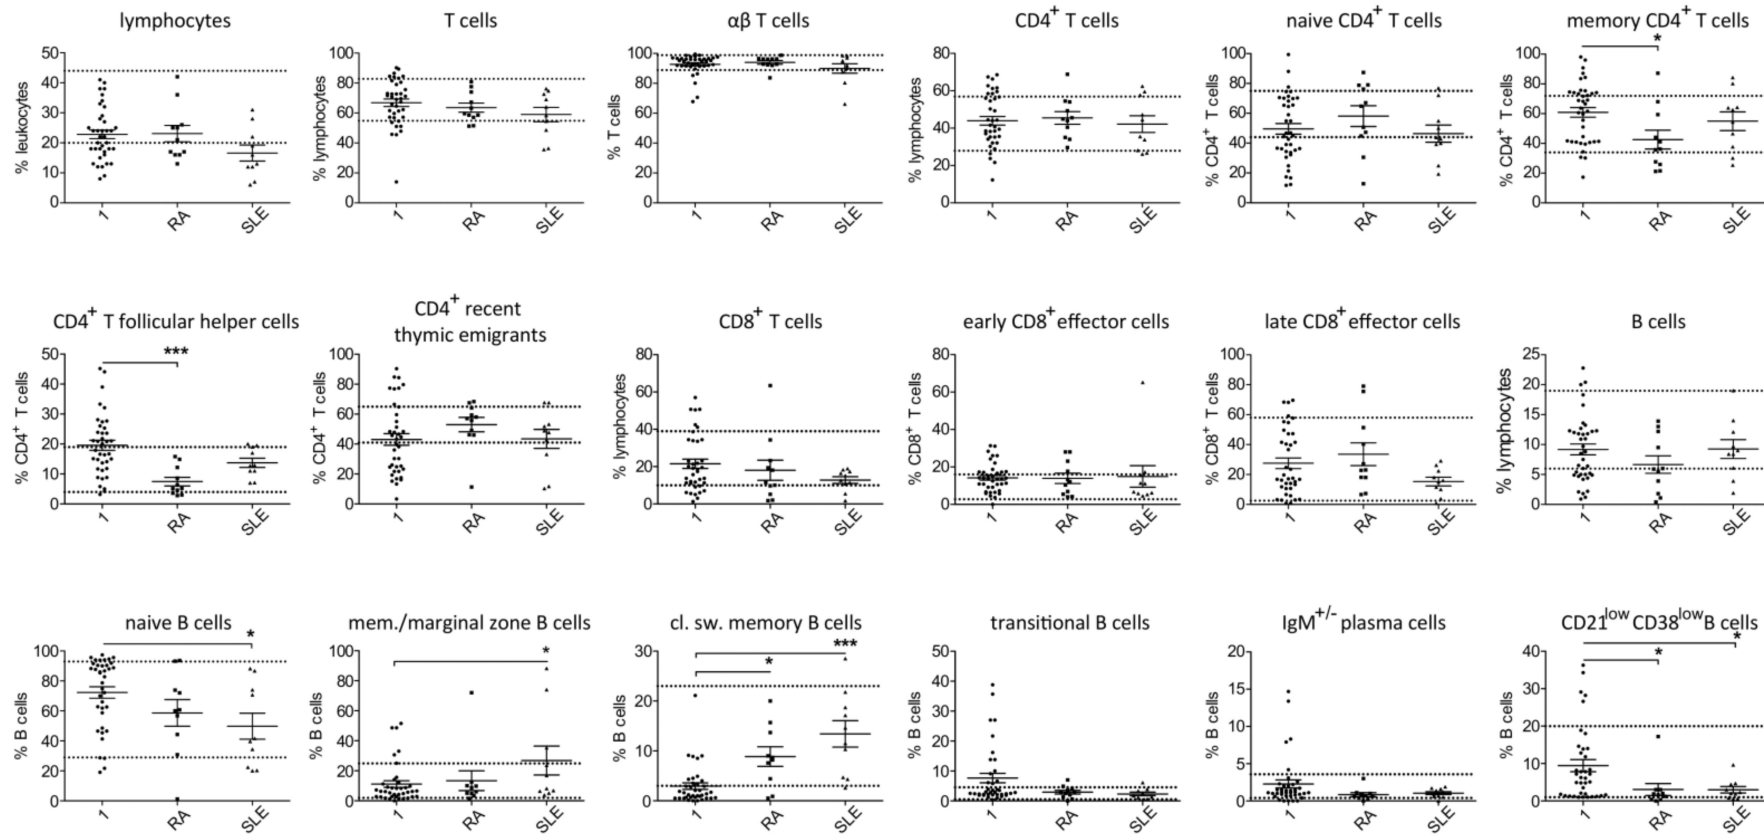 lymphocytes
% leukocytes
50
40
30
20
10
0
1
RA
SLE
T cells
% lymphocytes
100
80
60
40
20
0
1
RA
SLE
αβ T cells
% T cells
100
80
60
40
20
0
1
RA
SLE
CD4+ T cells
% lymphocytes
80
60
40
20
0
1
RA
SLE
naive CD4+ T cells
% CD4+ T cells
100
80
60
40
20
0
1
RA
SLE
memory CD4+ T cells
*
% CD4+ T cells
100
80
60
40
20
0
1
RA
SLE
CD4+ T follicular helper cells
***
% CD4+ T cells
50
40
30
20
10
0
1
RA
SLE
CD4+ recent
thymic emigrants
% CD4+ T cells
100
80
60
40
20
0
1
RA
SLE
CD8+ T cells
% lymphocytes
80
60
40
20
0
1
RA
SLE
early CD8+ effector cells
% CD8+ T cells
80
60
40
20
0
1
RA
SLE
late CD8+ effector cells
% CD8+ T cells
100
80
60
40
20
0
1
RA
SLE
B cells
% lymphocytes
25
20
15
10
5
0
1
RA
SLE
naive B cells
*
% B cells
100
80
60
40
20
0
1
RA
SLE
mem./marginal zone B cells
*
% B cells
100
80
60
40
20
0
1
RA
SLE
cl. sw. memory B cells
***
*
% B cells
30
20
10
0
1
RA
SLE
transitional B cells
% B cells
50
40
30
20
10
0
1
RA
SLE
IgM+/- plasma cells
% B cells
20
15
10
5
0
1
RA
SLE
CD21low CD38low B cells
*
*
% B cells
40
30
20
10
0
1
RA
SLE